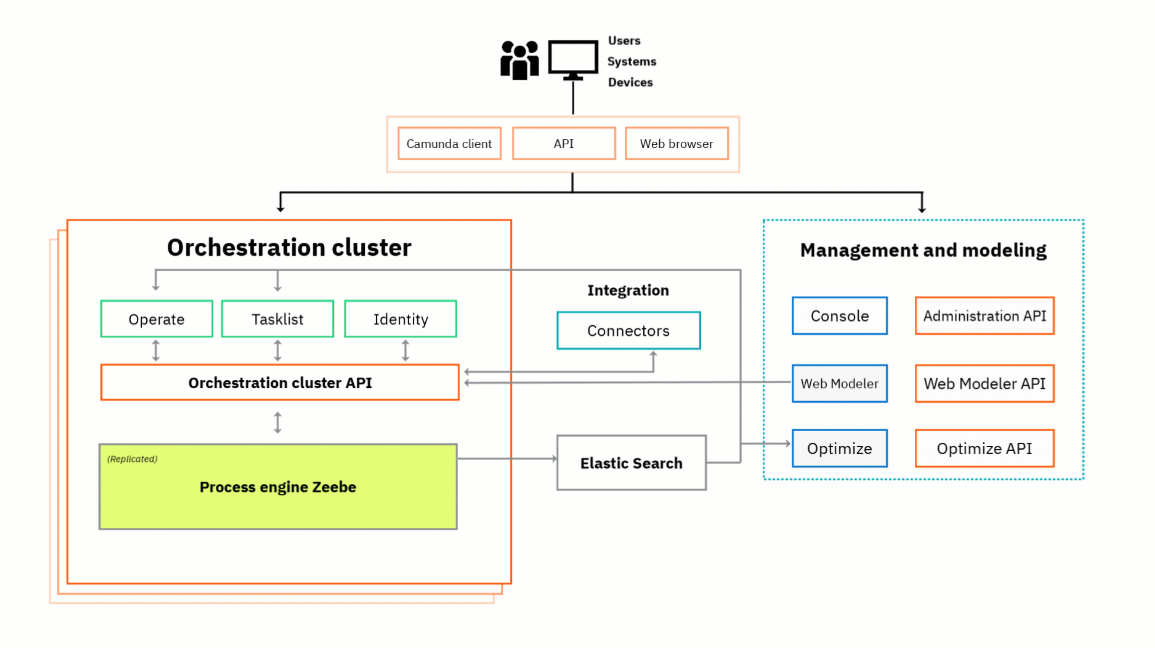 Users
Systems
Devices
Camunda client
API
Web browser
Orchestration cluster
Management and modeling
Integration
Operate
Tasklist
Identity
Connectors
Console
Administration API
Orchestration cluster API
Web Modeler
Web Modeler API
(Replicated)
Process engine Zeebe
Elastic Search
Optimize
Optimize API